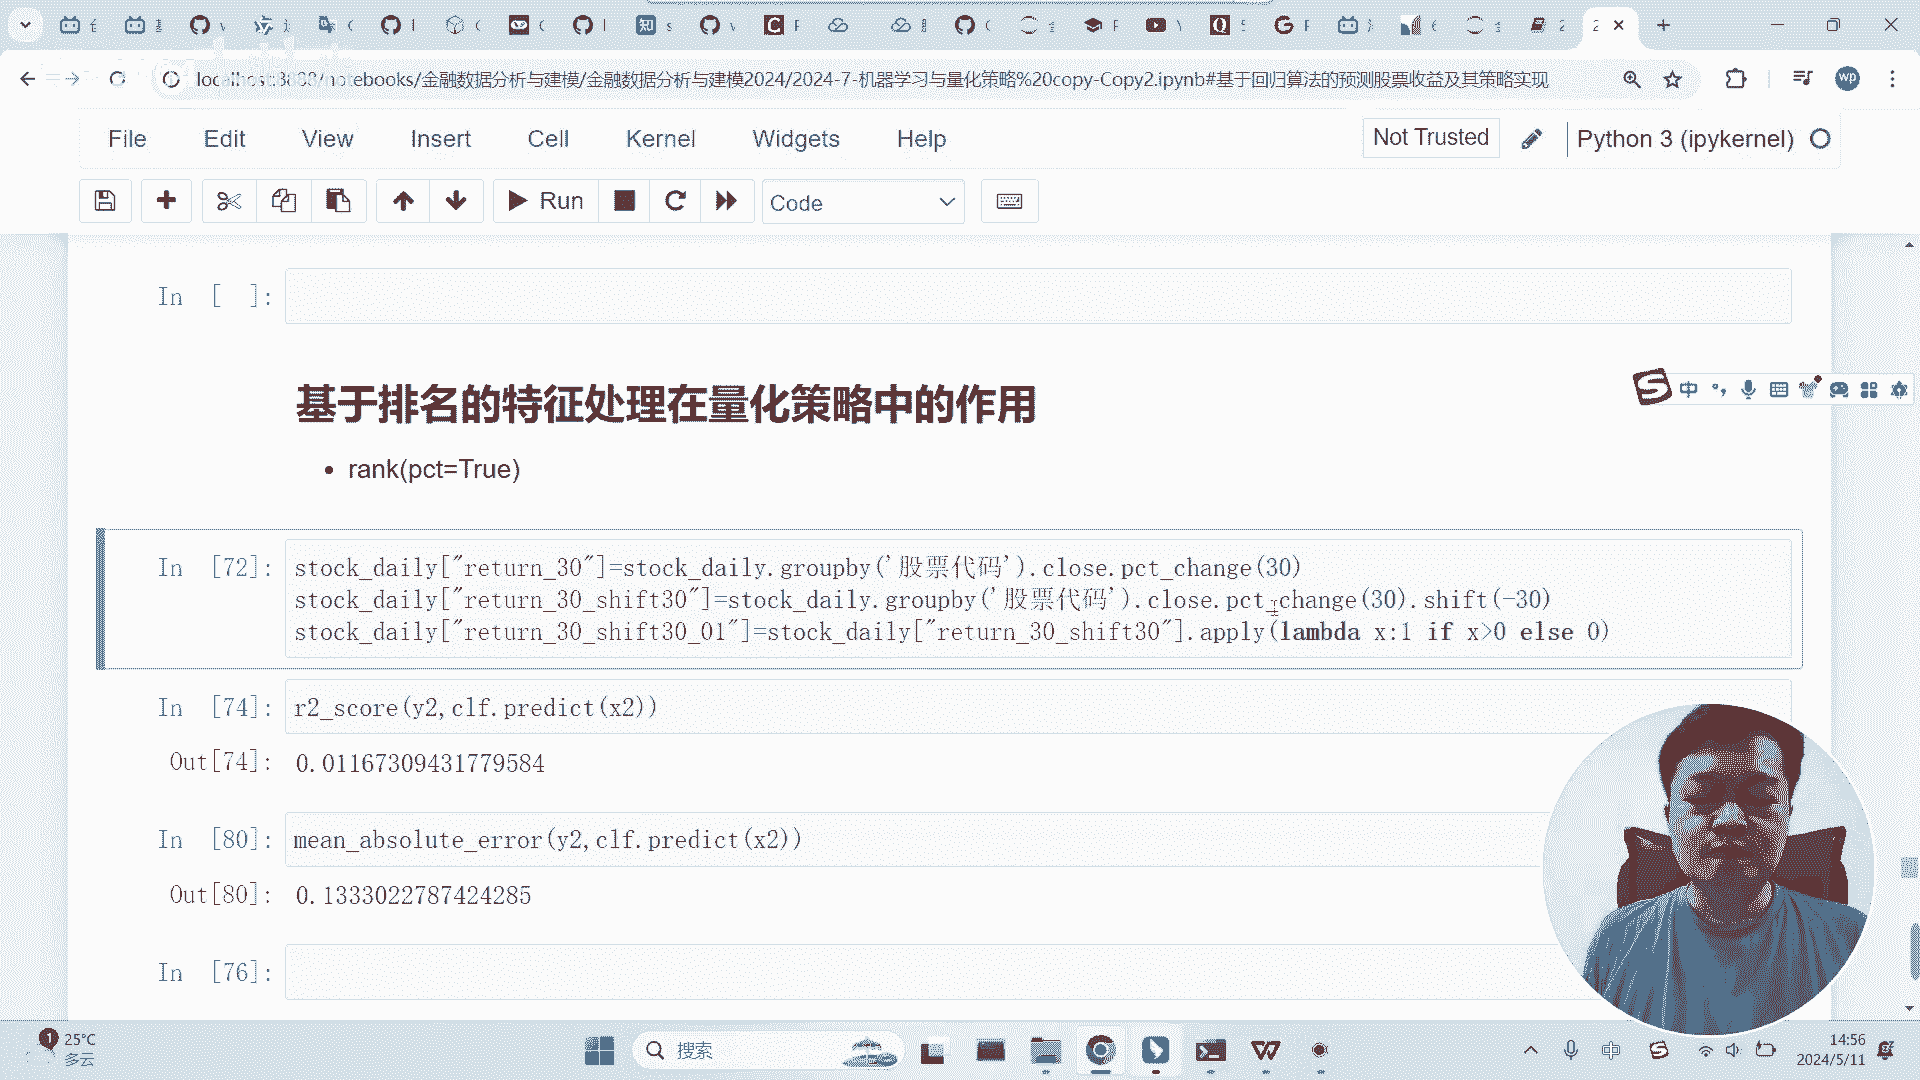 localhost:8888/notebooks/金融数据分析与建模/金融数据分析与建模2024/2024-7-机器学习与量化策略%20copy-Copy2.ipynb#基于回归算法的预测股票收益及其策略实现
wp
File Edit View Insert Cell Kernel Widgets Help
Not Trusted
Python 3 (ipykernel)
Run
Code
In [ ]:
基于排名的特征处理在量化策略中的作用
• rank(pct=True)
中
In [72]: stock_daily["return_30"]=stock_daily.groupby('股票代码').close.pct_change(30)
stock_daily["return_30_shift30"]=stock_daily.groupby('股票代码').close.pct_change(30).shift(-30)
stock_daily["return_30_shift30_01"]=stock_daily["return_30_shift30"].apply(lambda x:1 if x>0 else 0)
In [74]: r2_score(y2,clf.predict(x2))
Out[74]: 0.01167309431779584
In [80]: mean_absolute_error(y2,clf.predict(x2))
Out[80]: 0.1333022787424285
In [76]:
1
25°C
多云
搜索
中
14:56
2024/5/11